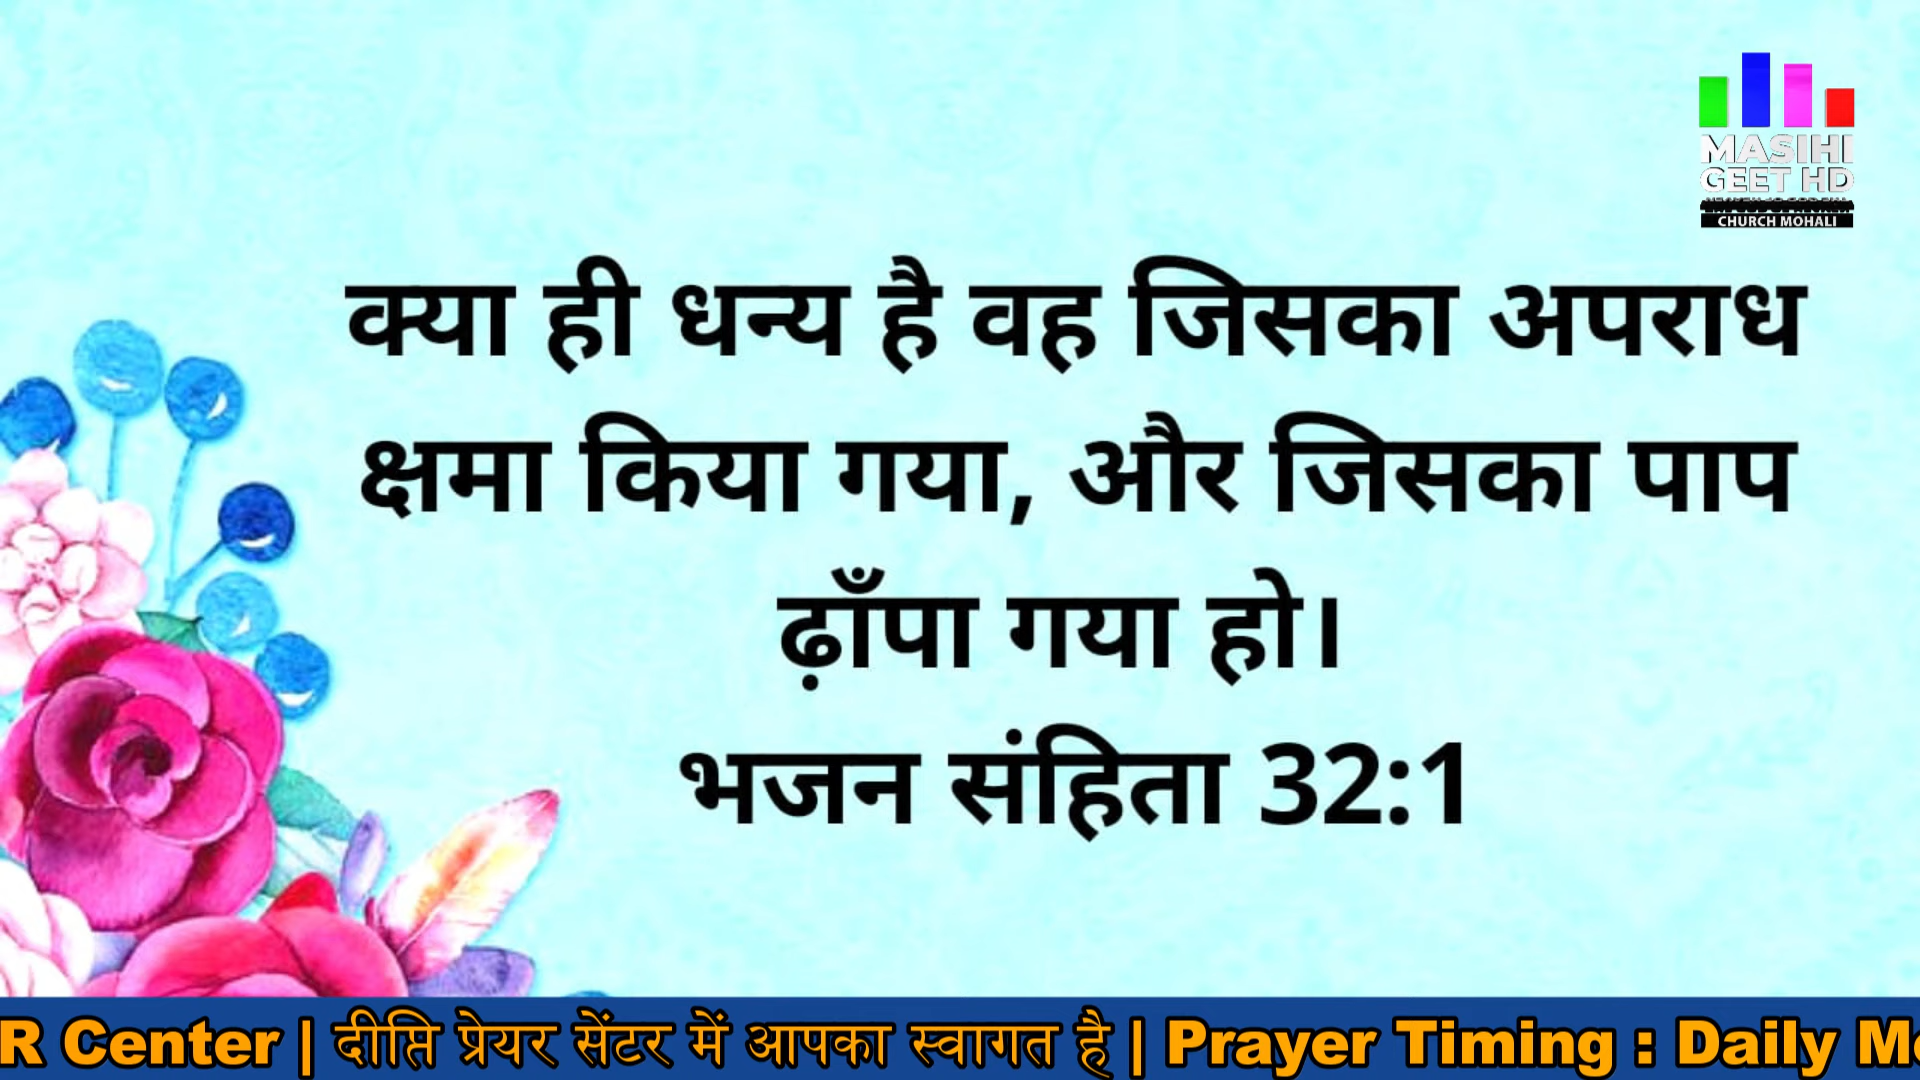 MASIHI
GEET HD
CHURCH MOHALI
क्या ही धन्य है वह जिसका अपराध
क्षमा किया गया, और जिसका पाप
ढ़ाँपा गया हो।
भजन संहिता 32:1
R Center | दीप्ति प्रेयर सेंटर में आपका स्वागत है | Prayer Timing : Daily